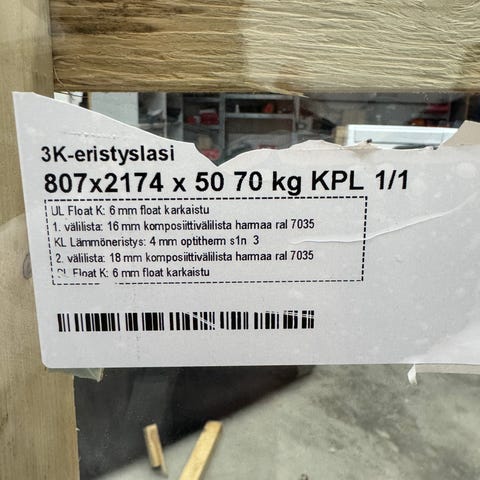 3K-eristyslasi
807x2174 x 50 70 kg KPL 1/1
UL Float K: 6 mm float karkaistu
1. välilista: 16 mm komposiittivälilista harmaa ral 7035
KL Lämmöneristys: 4 mm optitherm s1n 3
2. välilista: 18 mm komposiittivälilista harmaa ral 7035
Float K: 6 mm float karkaistu